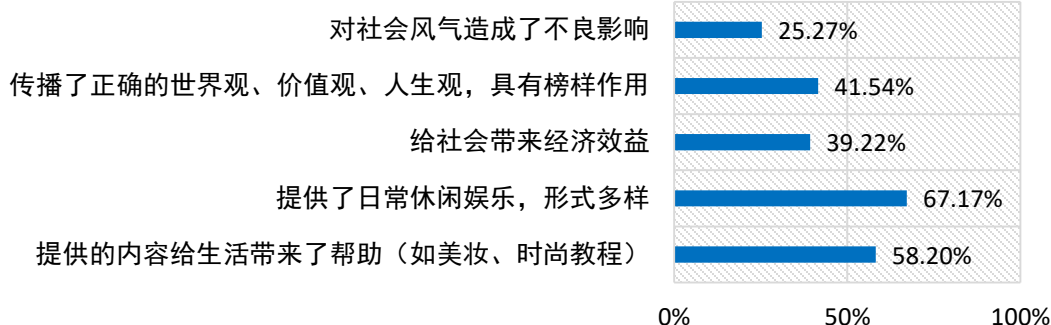 对社会风气造成了不良影响 25.27%
传播了正确的世界观、价值观、人生观，具有榜样作用 41.54%
给社会带来经济效益 39.22%
提供了日常休闲娱乐，形式多样 67.17%
提供的内容给生活带来了帮助（如美妆、时尚教程） 58.20%
0% 50% 100%